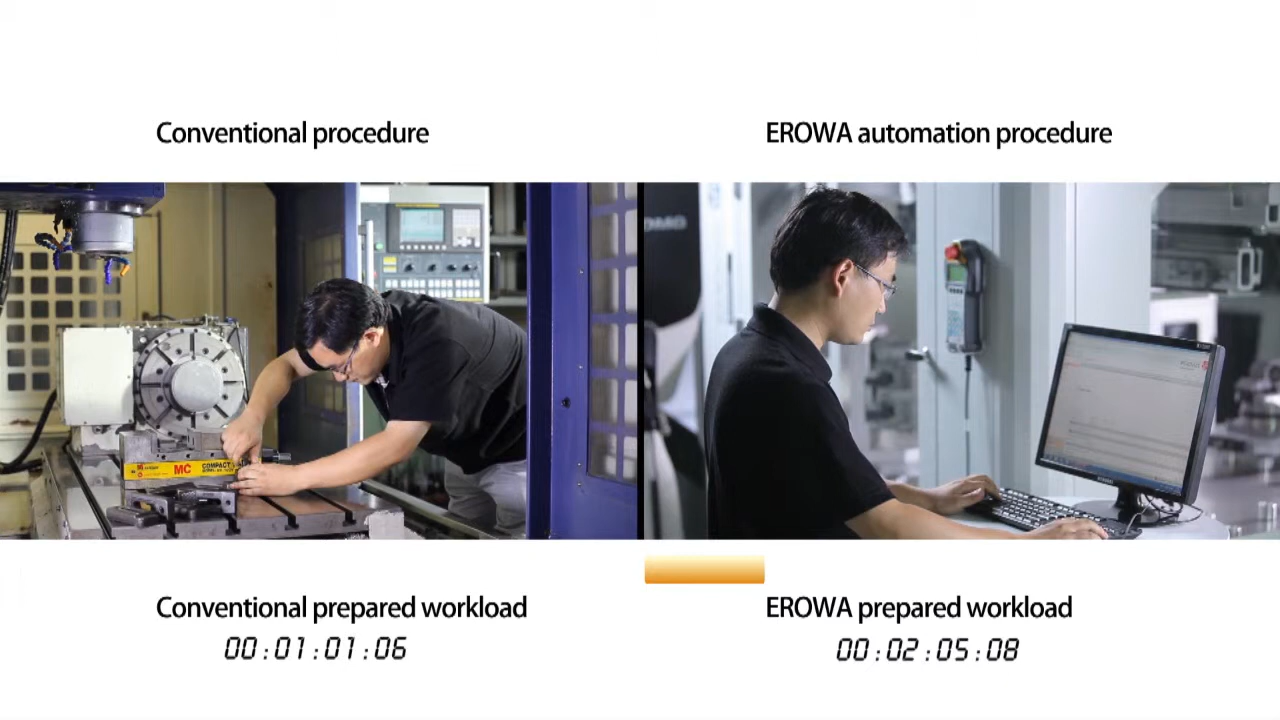 Conventional procedure
EROWA automation procedure
MC
COMPACT
Conventional prepared workload
EROWA prepared workload
00:01:01:06
00:02:05:08